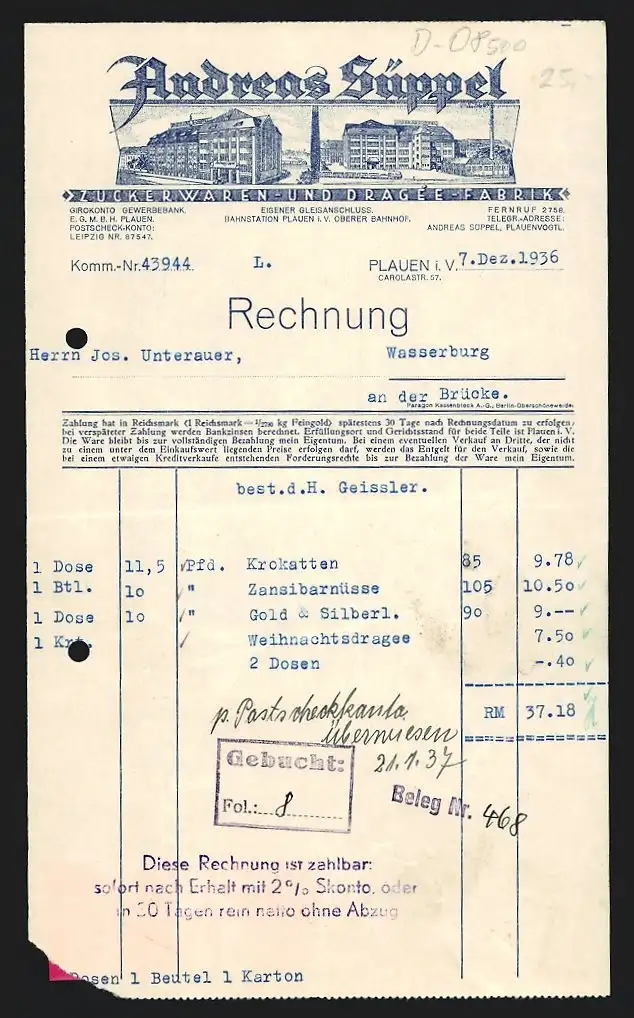 D-08500
25,-
Andreas Süppel
ZUCKERWAREN- UND DRAGÉE-FABRIK
GIROKONTO GEWERBEBANK,
E. G. M. B. H. PLAUEN.
POSTSCHECK-KONTO:
LEIPZIG NR. 87547.
EIGENER GLEISANSCHLUSS.
BAHNSTATION PLAUEN I. V. OBERER BAHNHOF.
FERNRUF 2758.
TELEGR.-ADRESSE:
ANDREAS SÜPPEL, PLAUENVOGTL.
Komm.-Nr. 43944 L. PLAUEN i. V. 7.Dez.1936
CAROLASTR. 57.
Rechnung
Herrn Jos. Unterauer, Wasserburg
an der Brücke.
Paragon Kassenblock A.-G., Berlin-Oberschöneweide
Zahlung hat in Reichsmark (1 Reichsmark = 1/2790 kg Feingold) spätestens 30 Tage nach Rechnungsdatum zu erfolgen,
bei verspäteter Zahlung werden Bankzinsen berechnet. Erfüllungsort und Gerichtsstand für beide Teile ist Plauen i. V.
Die Ware bleibt bis zur vollständigen Bezahlung mein Eigentum. Bei einem eventuellen Verkauf an Dritte, der nicht
zu einem unter dem Einkaufswert liegenden Preise erfolgen darf, werden das Entgelt für den Verkauf, sowie die
bei einem etwaigen Kreditverkaufe entstehenden Forderungsrechte bis zur Bezahlung der Ware mein Eigentum.
best.d.H. Geissler.
1 Dose 11,5 Pfd. Krokatten 85 9.78
1 Btl. 10 " Zansibarnüsse 105 10.50
1 Dose 10 " Gold & Silberl. 90 9.--
1 Krt. Weihnachtsdragee 7.50
2 Dosen -.40
RM 37.18
p. Postscheckkonto
überwiesen
21.1.37
Gebucht:
Fol.: 8
Beleg Nr. 468
Diese Rechnung ist zahlbar:
sofort nach Erhalt mit 2% Skonto, oder
in 30 Tagen rein netto ohne Abzug
Dosen 1 Beutel 1 Karton